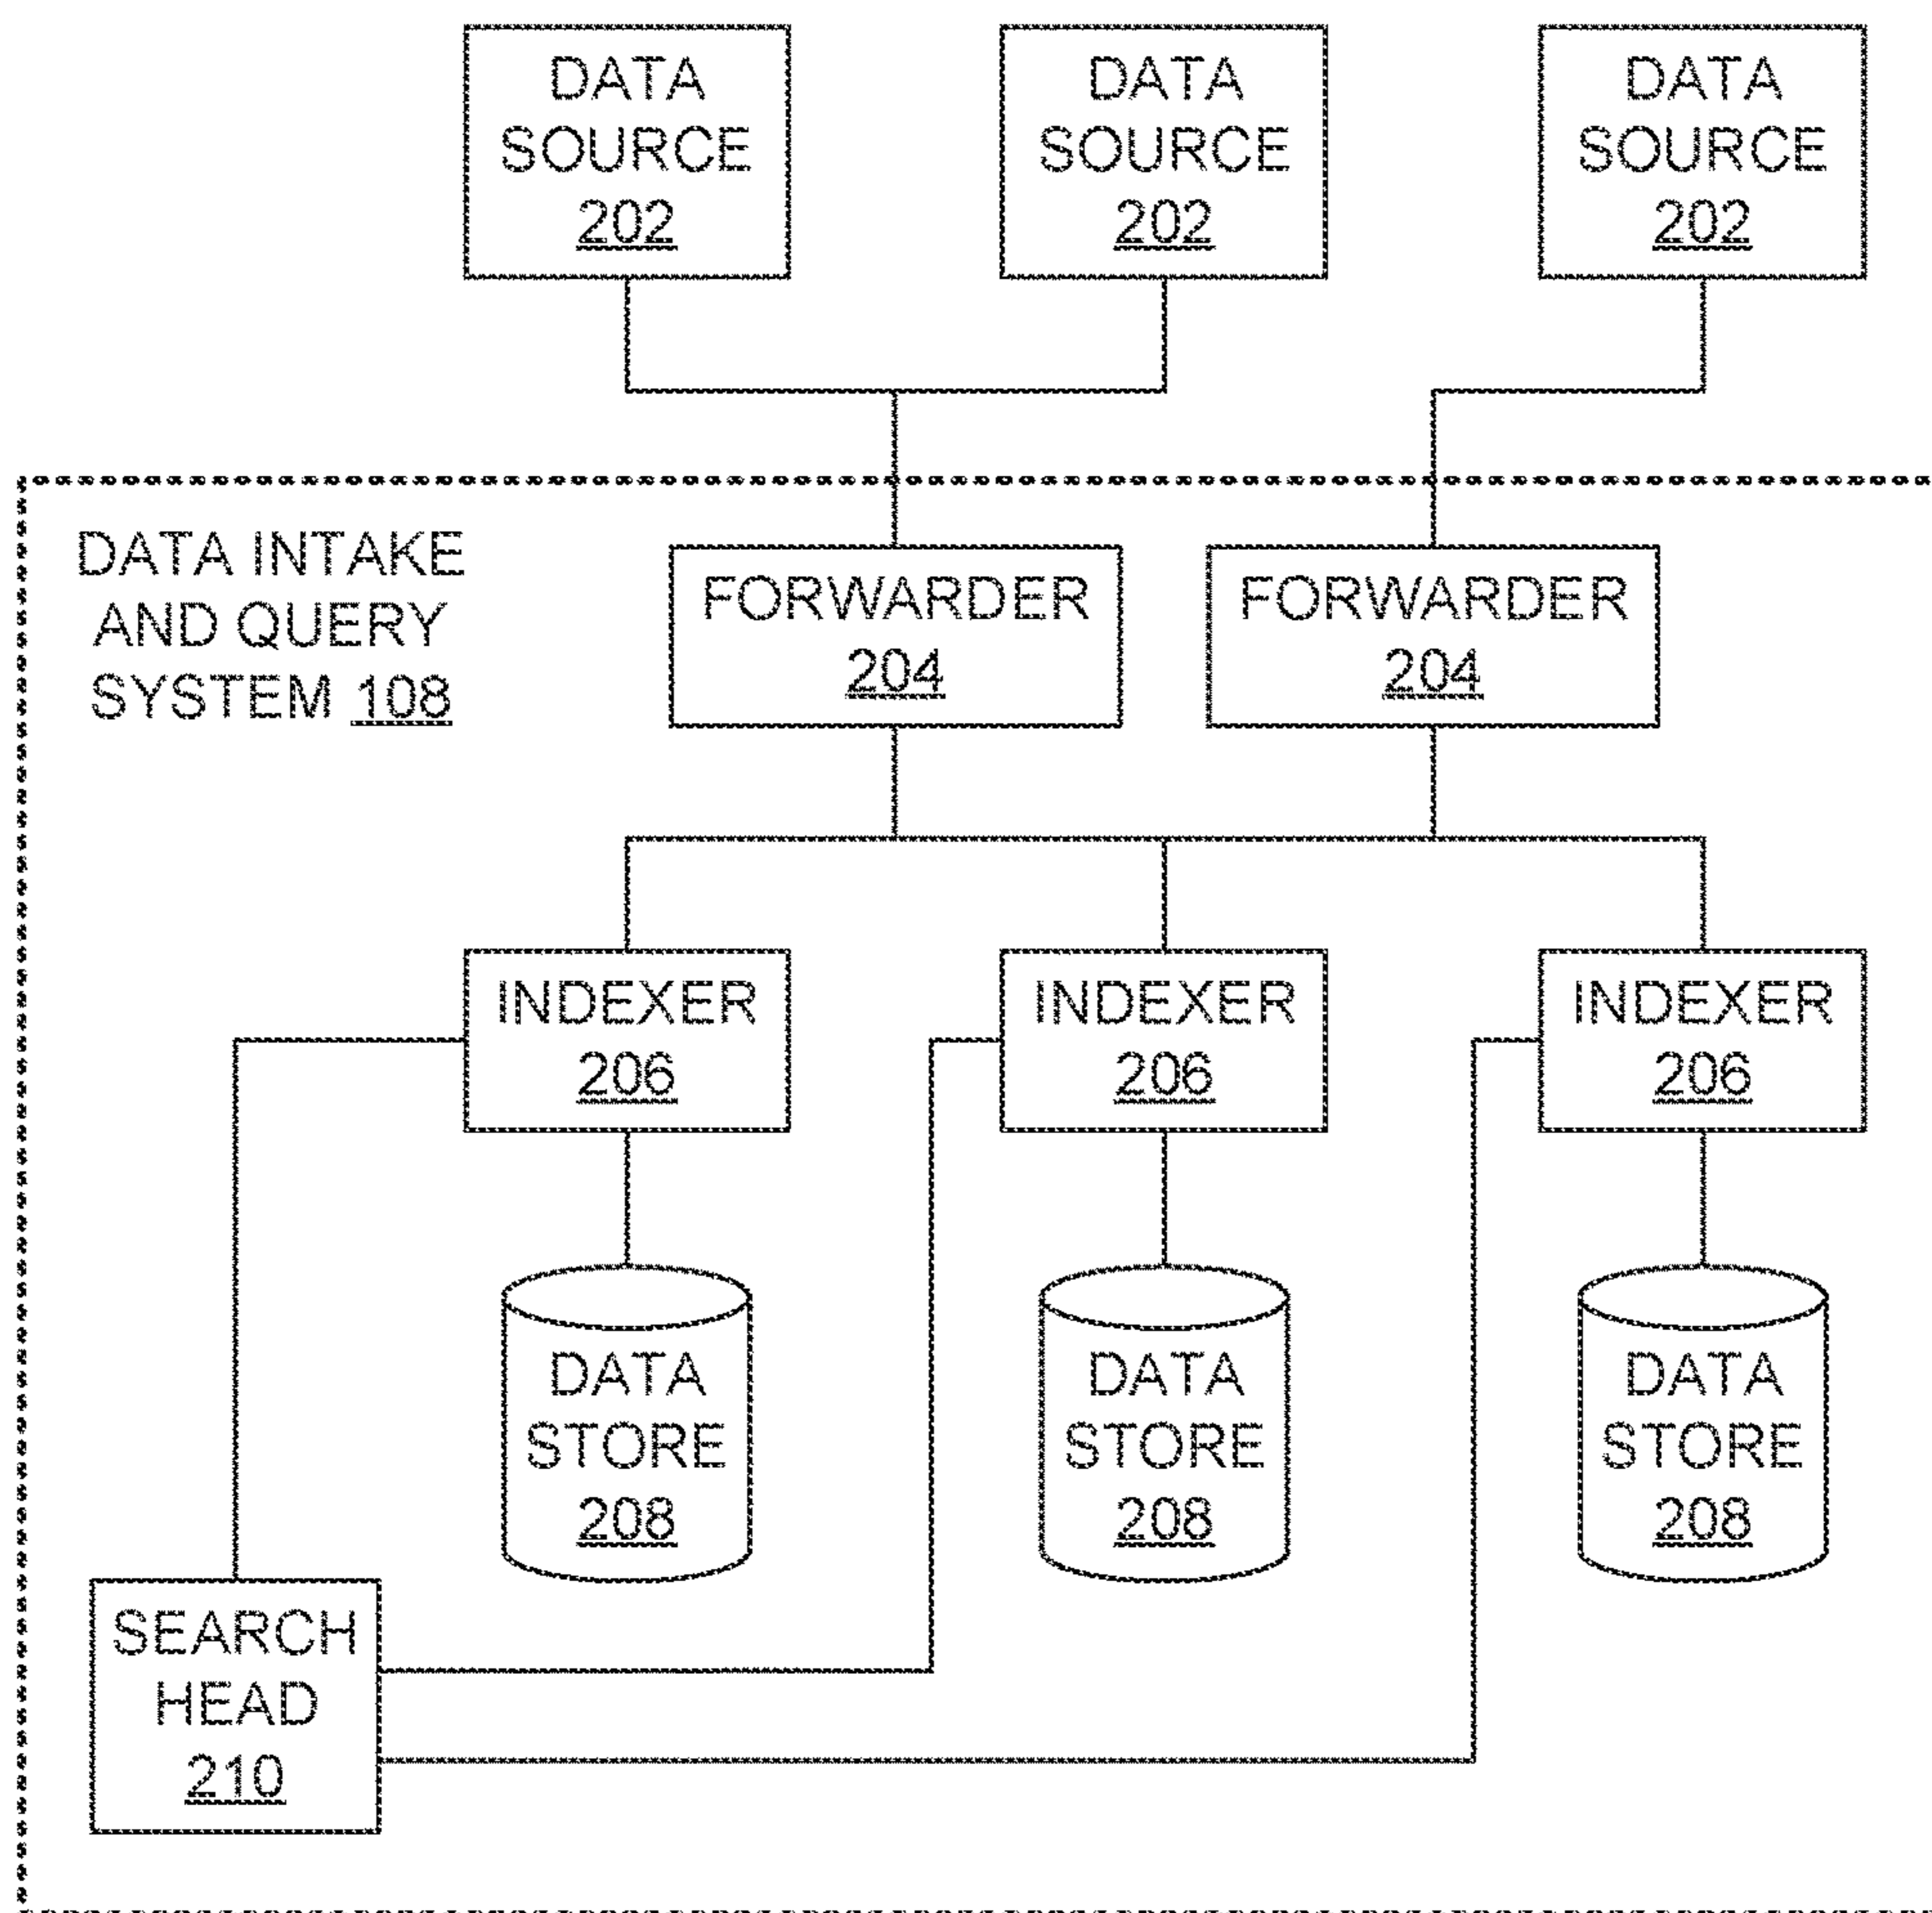 DATA
SOURCE
202
DATA
SOURCE
202
DATA
SOURCE
202
DATA INTAKE
AND QUERY
SYSTEM 108
FORWARDER
204
FORWARDER
204
INDEXER
206
INDEXER
206
INDEXER
206
DATA
STORE
208
DATA
STORE
208
DATA
STORE
208
SEARCH
HEAD
210